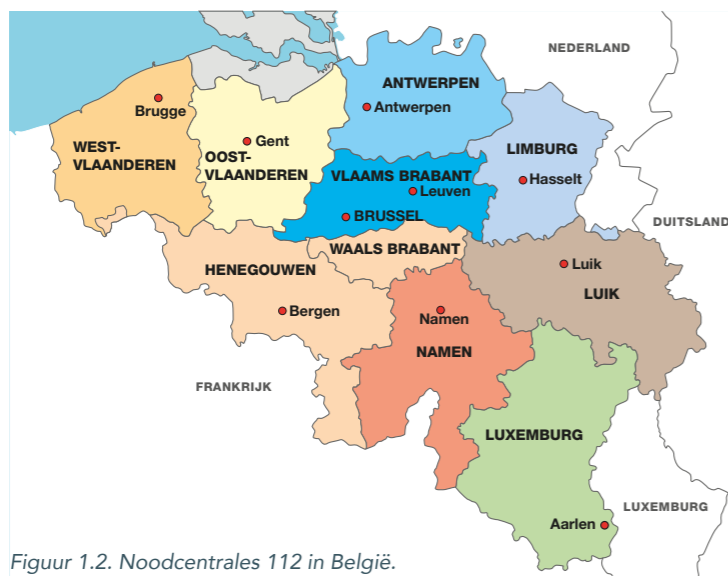 NEDERLAND
ANTWERPEN
Antwerpen
Brugge
Gent
WEST-
VLAANDEREN
OOST-
VLAANDEREN
LIMBURG
Hasselt
VLAAMS BRABANT
Leuven
BRUSSEL
DUITSLAND
WAALS BRABANT
HENEGOUWEN
Luik
LUIK
Bergen
Namen
NAMEN
FRANKRIJK
LUXEMBURG
LUXEMBURG
Aarlen
Figuur 1.2. Noodcentrales 112 in België.